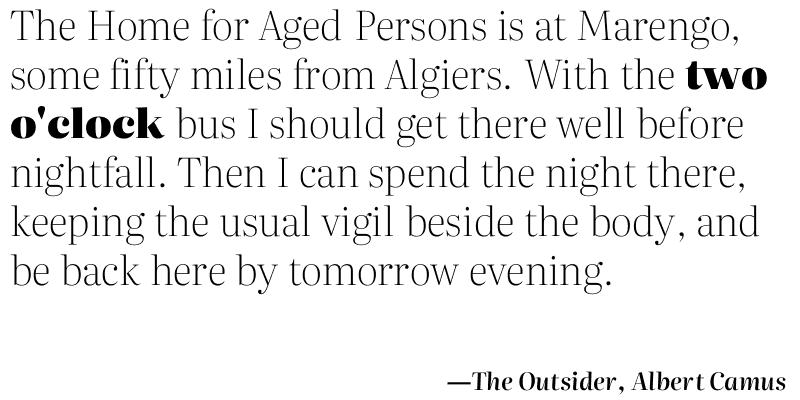 The Home for Aged Persons is at Marengo,
some fifty miles from Algiers. With the two
o'clock bus I should get there well before
nightfall. Then I can spend the night there,
keeping the usual vigil beside the body, and
be back here by tomorrow evening.
—The Outsider, Albert Camus